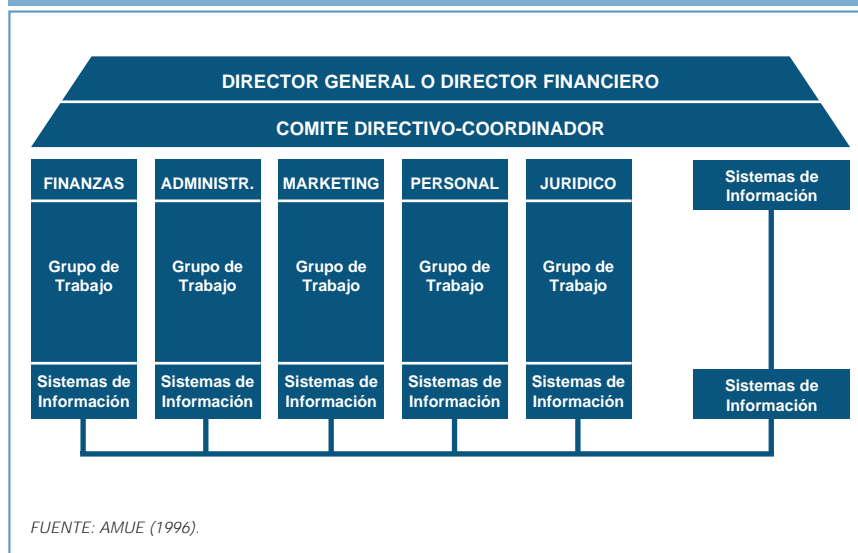 DIRECTOR GENERAL O DIRECTOR FINANCIERO
COMITE DIRECTIVO-COORDINADOR
FINANZAS
Grupo de
Trabajo
Sistemas de
Información
ADMINISTR.
Grupo de
Trabajo
Sistemas de
Información
MARKETING
Grupo de
Trabajo
Sistemas de
Información
PERSONAL
Grupo de
Trabajo
Sistemas de
Información
JURIDICO
Grupo de
Trabajo
Sistemas de
Información
Sistemas de
Información
Sistemas de
Información
FUENTE: AMUE (1996).